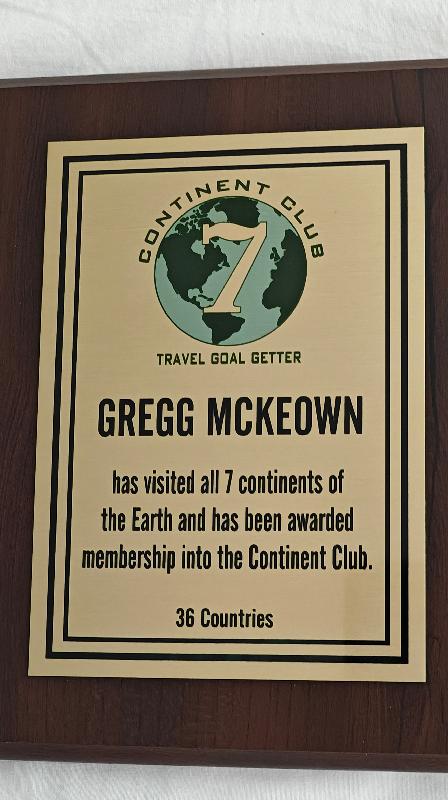 CONTINENT CLUB
7
TRAVEL GOAL GETTER
GREGG MCKEOWN
has visited all 7 continents of
the Earth and has been awarded
membership into the Continent Club.
36 Countries